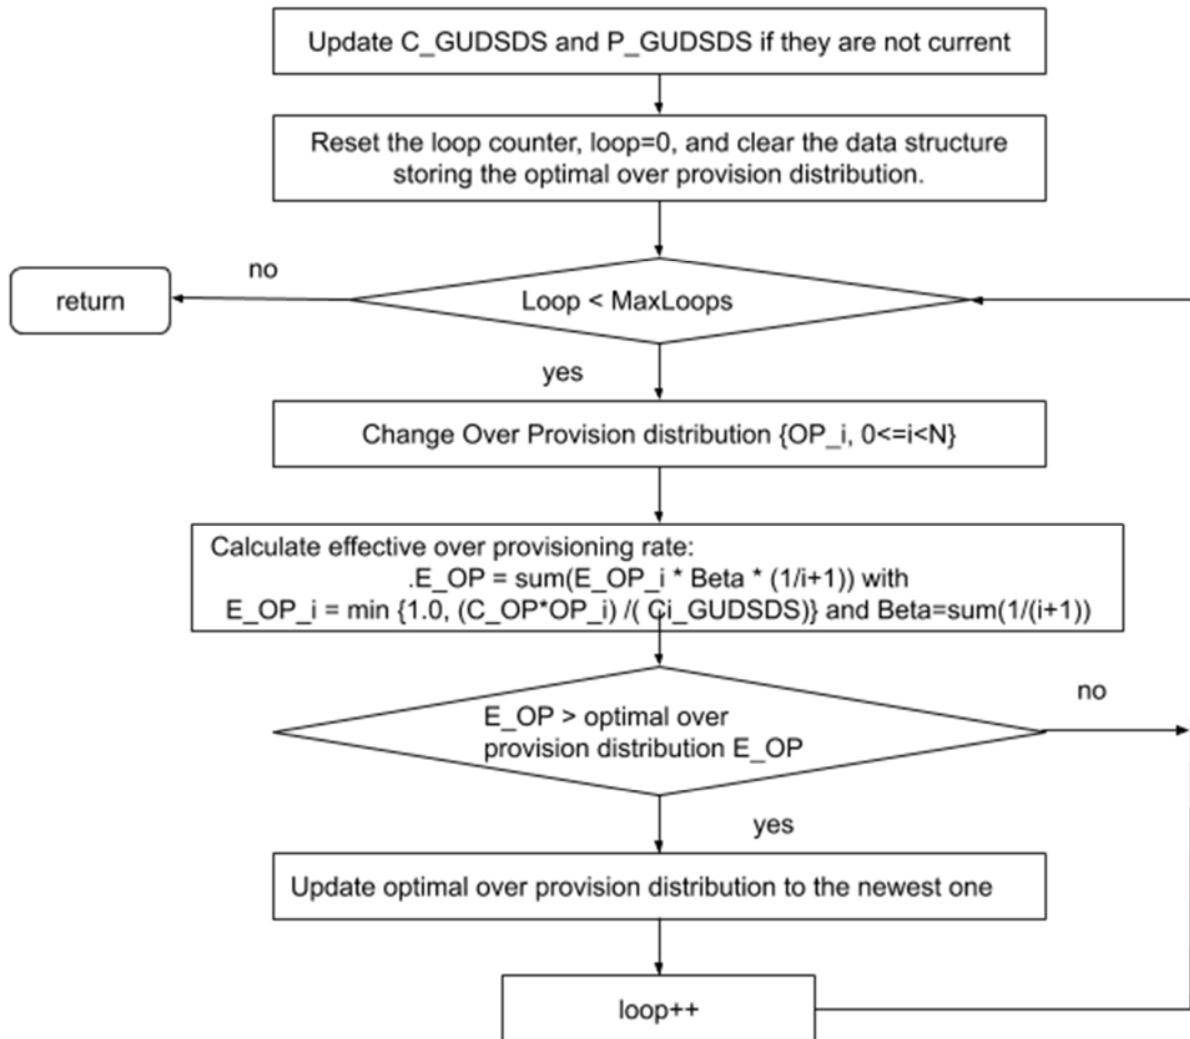 Update C_GUDSDS and P_GUDSDS if they are not current
Reset the loop counter, loop=0, and clear the data structure
storing the optimal over provision distribution.
no
return
Loop < MaxLoops
yes
Change Over Provision distribution {OP_i, 0<=i<N}
Calculate effective over provisioning rate:
.E_OP = sum(E_OP_i * Beta * (1/i+1)) with
E_OP_i = min {1.0, (C_OP*OP_i) /( Ci_GUDSDS)} and Beta=sum(1/(i+1))
no
E_OP > optimal over
provision distribution E_OP
yes
Update optimal over provision distribution to the newest one
loop++